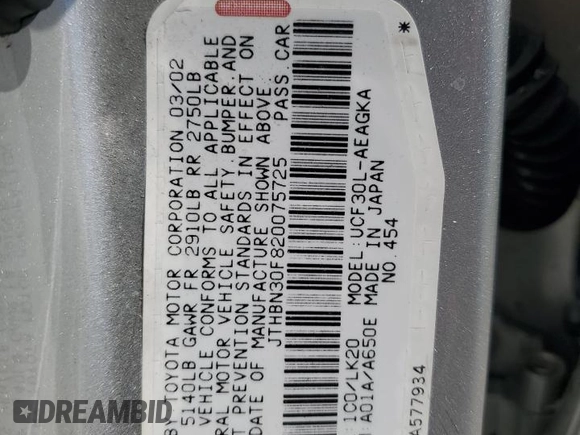 BY TOYOTA MOTOR CORPORATION 03/02
5140LB GAWR FR 2910LB RR 2750LB
VEHICLE CONFORMS TO ALL APPLICABLE
RAL MOTOR VEHICLE SAFETY, BUMPER, AND
T PREVENTION STANDARDS IN EFFECT ON
DATE OF MANUFACTURE SHOWN ABOVE.
JTHBN30F820075725 PASS. CAR
*
1C0/LK20 MODEL:UCF30L-AEAGKA
A01A/A650E MADE IN JAPAN
NO.454
A577934
RIDESAFELY